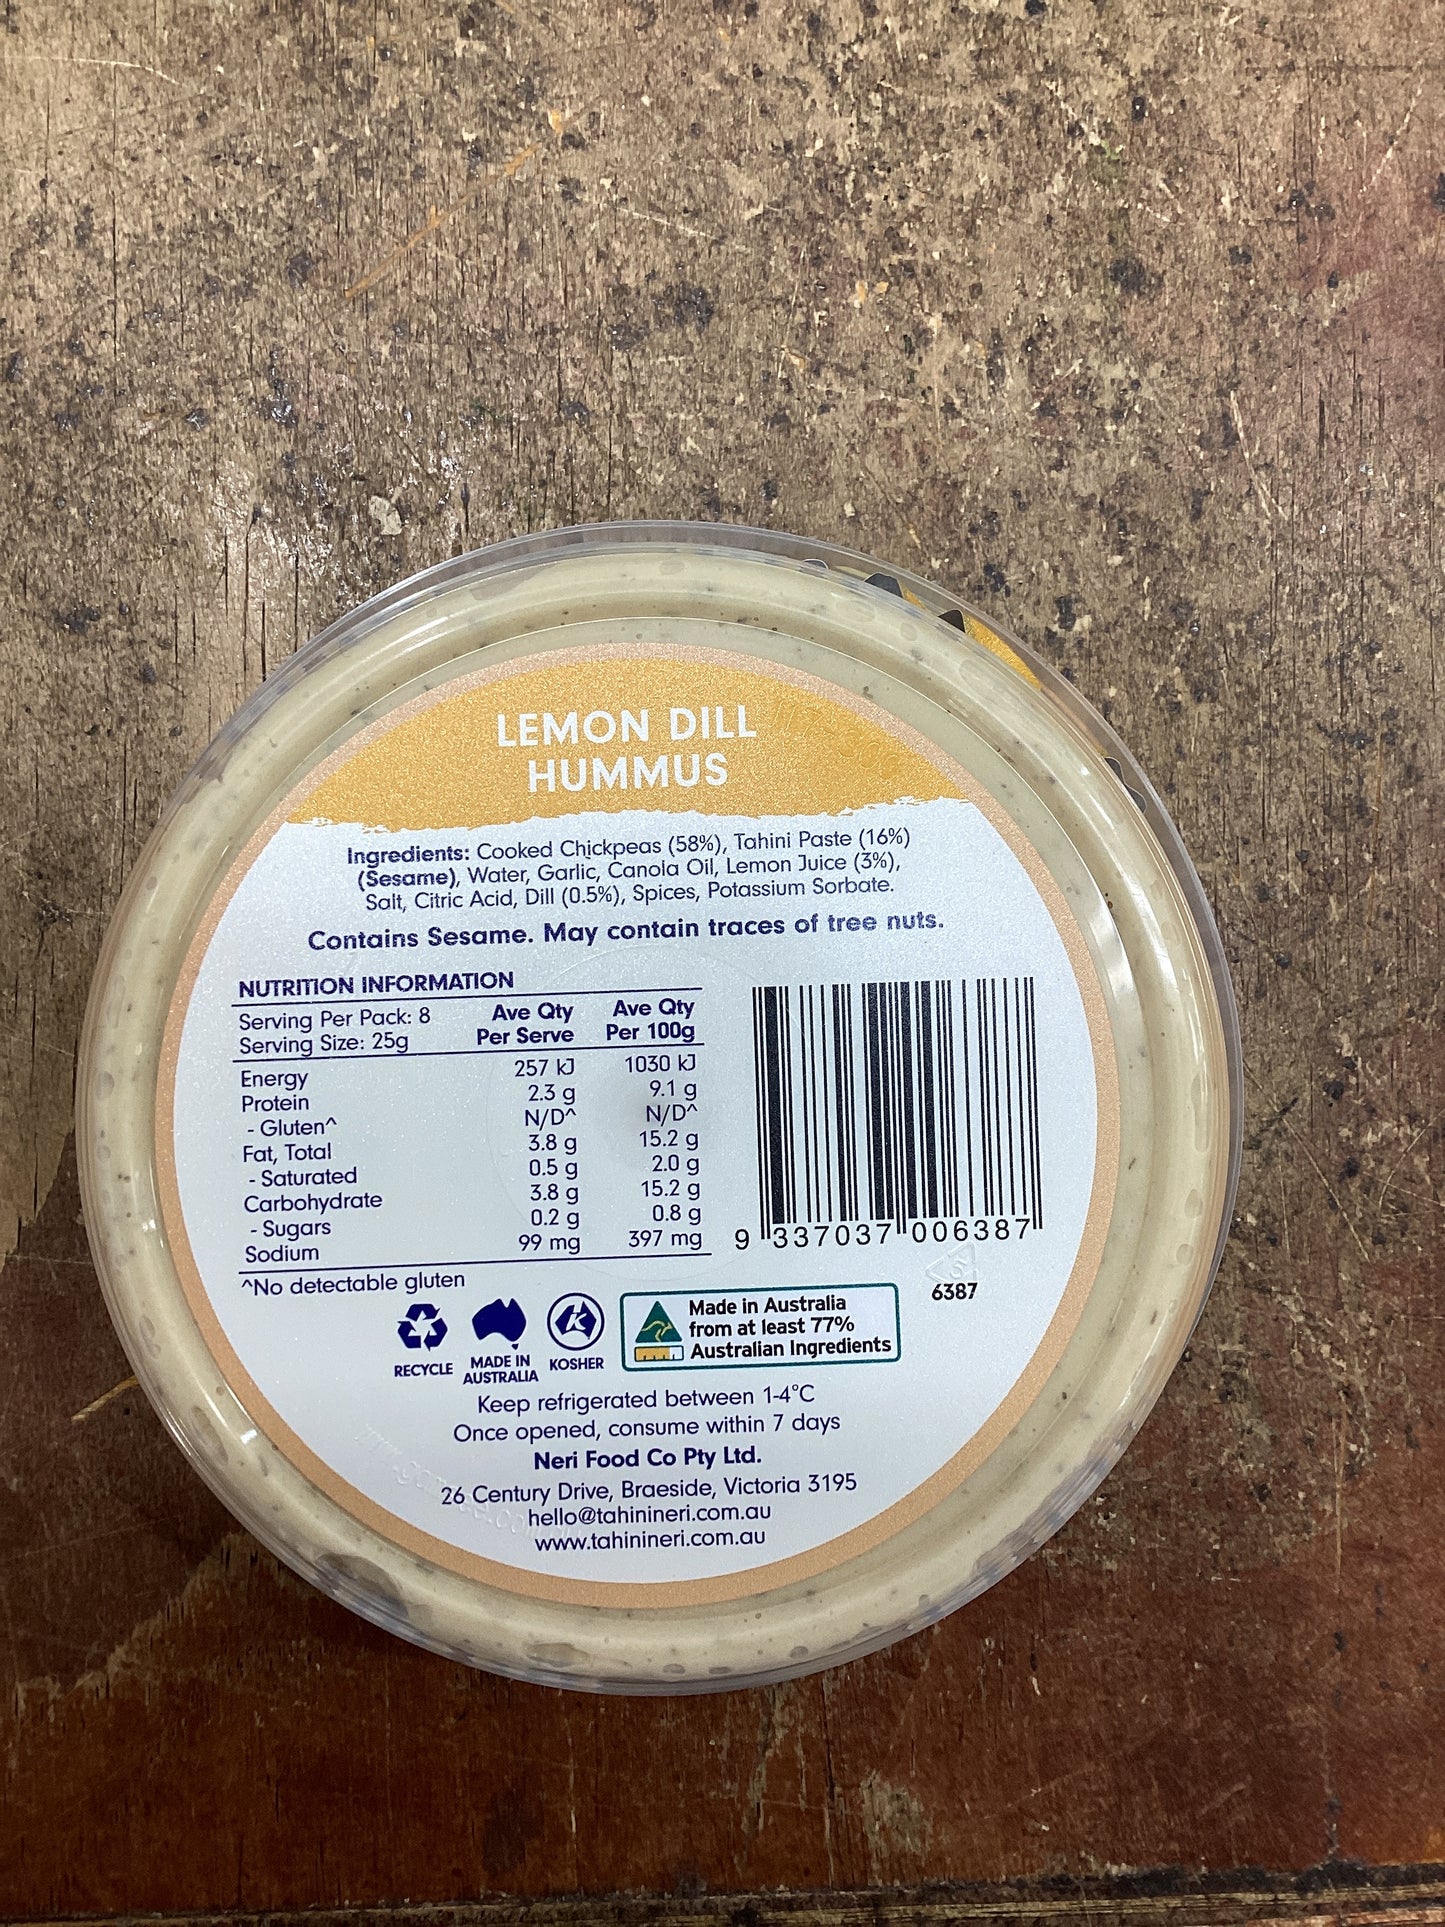 LEMON DILL
HUMMUS
Ingredients: Cooked Chickpeas (58%), Tahini Paste (16%)
(Sesame), Water, Garlic, Canola Oil, Lemon Juice (3%),
Salt, Citric Acid, Dill (0.5%), Spices, Potassium Sorbate.
Contains Sesame. May contain traces of tree nuts.
NUTRITION INFORMATION
Serving Per Pack: 8
Serving Size: 25g
Ave Qty Per Serve
Ave Qty Per 100g
Energy 257 kJ 1030 kJ
Protein 2.3 g 9.1 g
- Gluten^ N/D^ N/D^
Fat, Total 3.8 g 15.2 g
- Saturated 0.5 g 2.0 g
Carbohydrate 3.8 g 15.2 g
- Sugars 0.2 g 0.8 g
Sodium 99 mg 397 mg
^No detectable gluten
9 337037 006387
5
6387
RECYCLE
MADE IN
AUSTRALIA
K
KOSHER
Made in Australia
from at least 77%
Australian Ingredients
Keep refrigerated between 1-4°C
Once opened, consume within 7 days
Neri Food Co Pty Ltd.
26 Century Drive, Braeside, Victoria 3195
hello@tahinineri.com.au
www.tahinineri.com.au